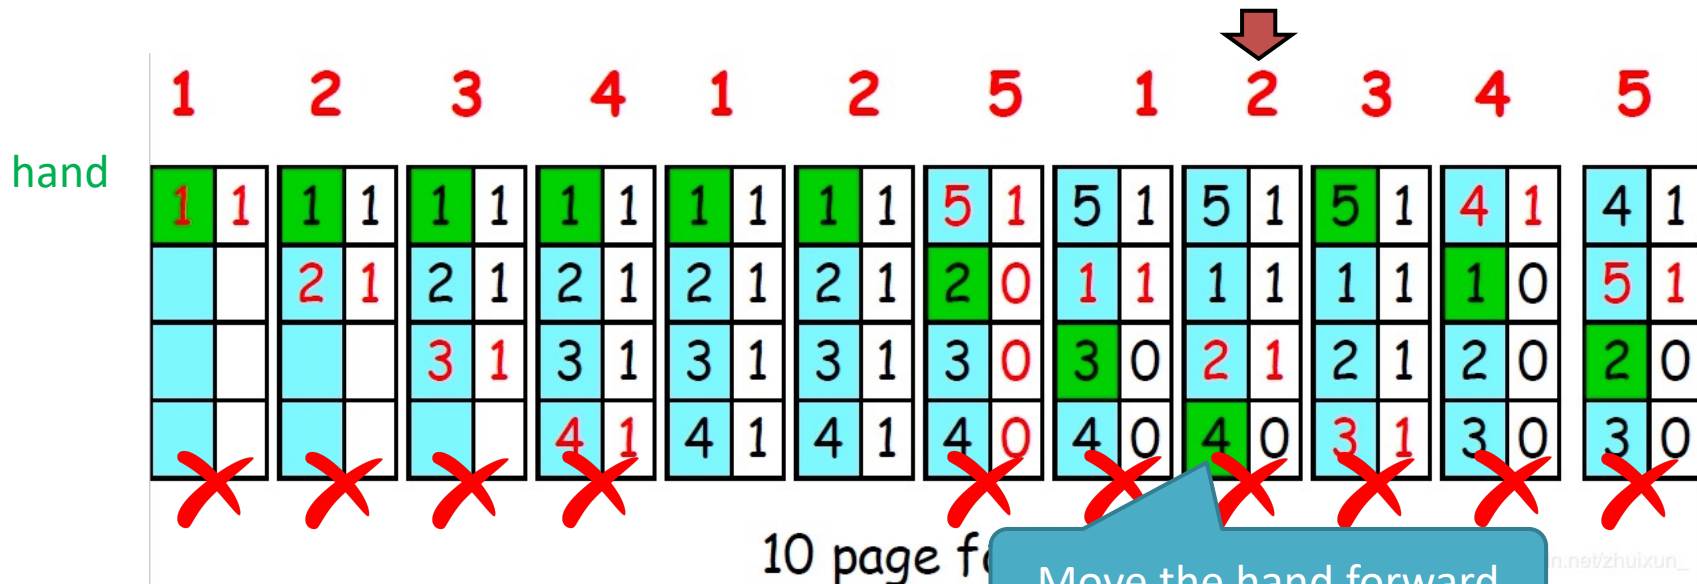 1 2 3 4 1 2 5 1 2 3 4 5
hand
1 1 1 1 1 1 1 1 1 1 1 1 5 1 5 1 5 1 5 1 4 1 4 1
2 1 2 1 2 1 2 1 2 1 2 0 1 1 1 1 1 1 1 0 5 1
3 1 3 1 3 1 3 1 3 0 3 0 2 1 2 1 2 0 2 0
4 1 4 1 4 1 4 0 4 0 4 0 3 1 3 0 3 0
10 page
Move the hand forward
n.net/zhuixun_